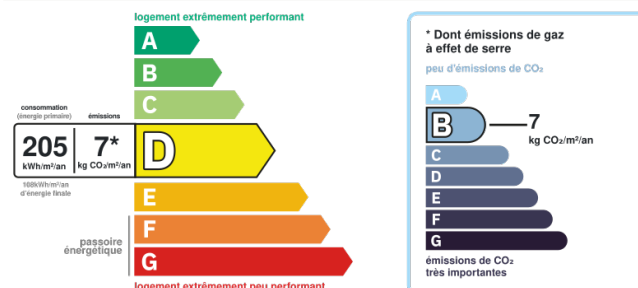 logement extrêmement performant
A
B
C
consommation
(énergie primaire)
émissions
205
kWh/m²/an
7*
kg CO₂/m²/an
D
168kWh/m²/an
d'énergie finale
E
F
G
passoire
énergétique
logement extrêmement peu performant
* Dont émissions de gaz
à effet de serre
peu d'émissions de CO₂
A
B
7
kg CO₂/m²/an
C
D
E
F
G
émissions de CO₂
très importantes